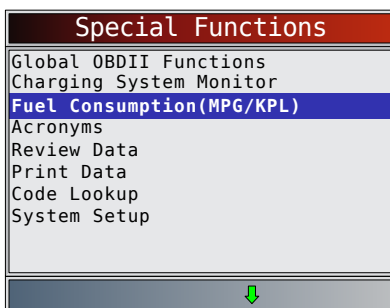 Special Functions
Global OBDII Functions
Charging System Monitor
Fuel Consumption(MPG/KPL)
Acronyms
Review Data
Print Data
Code Lookup
System Setup